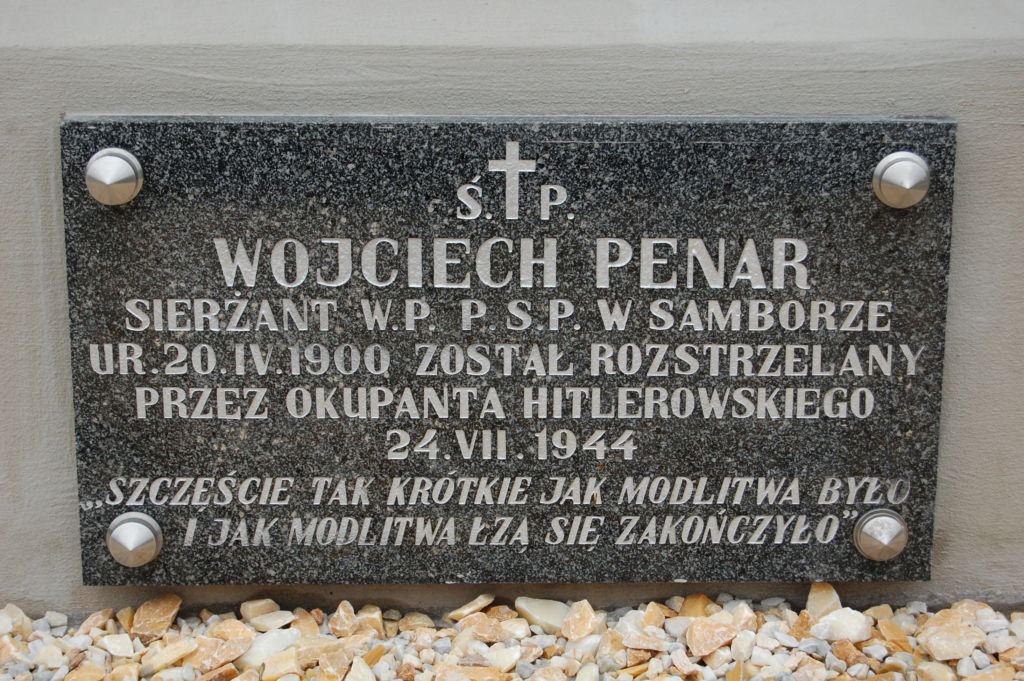 Ś. P.
WOJCIECH PENAR
SIERŻANT W.P. P.S.P. W SAMBORZE
UR.20.IV.1900 ZOSTAŁ ROZSTRZELANY
PRZEZ OKUPANTA HITLEROWSKIEGO
24.VII.1944
„SZCZĘŚCIE TAK KRÓTKIE JAK MODLITWA BYŁO
I JAK MODLITWA ŁZĄ SIĘ ZAKOŃCZYŁO”